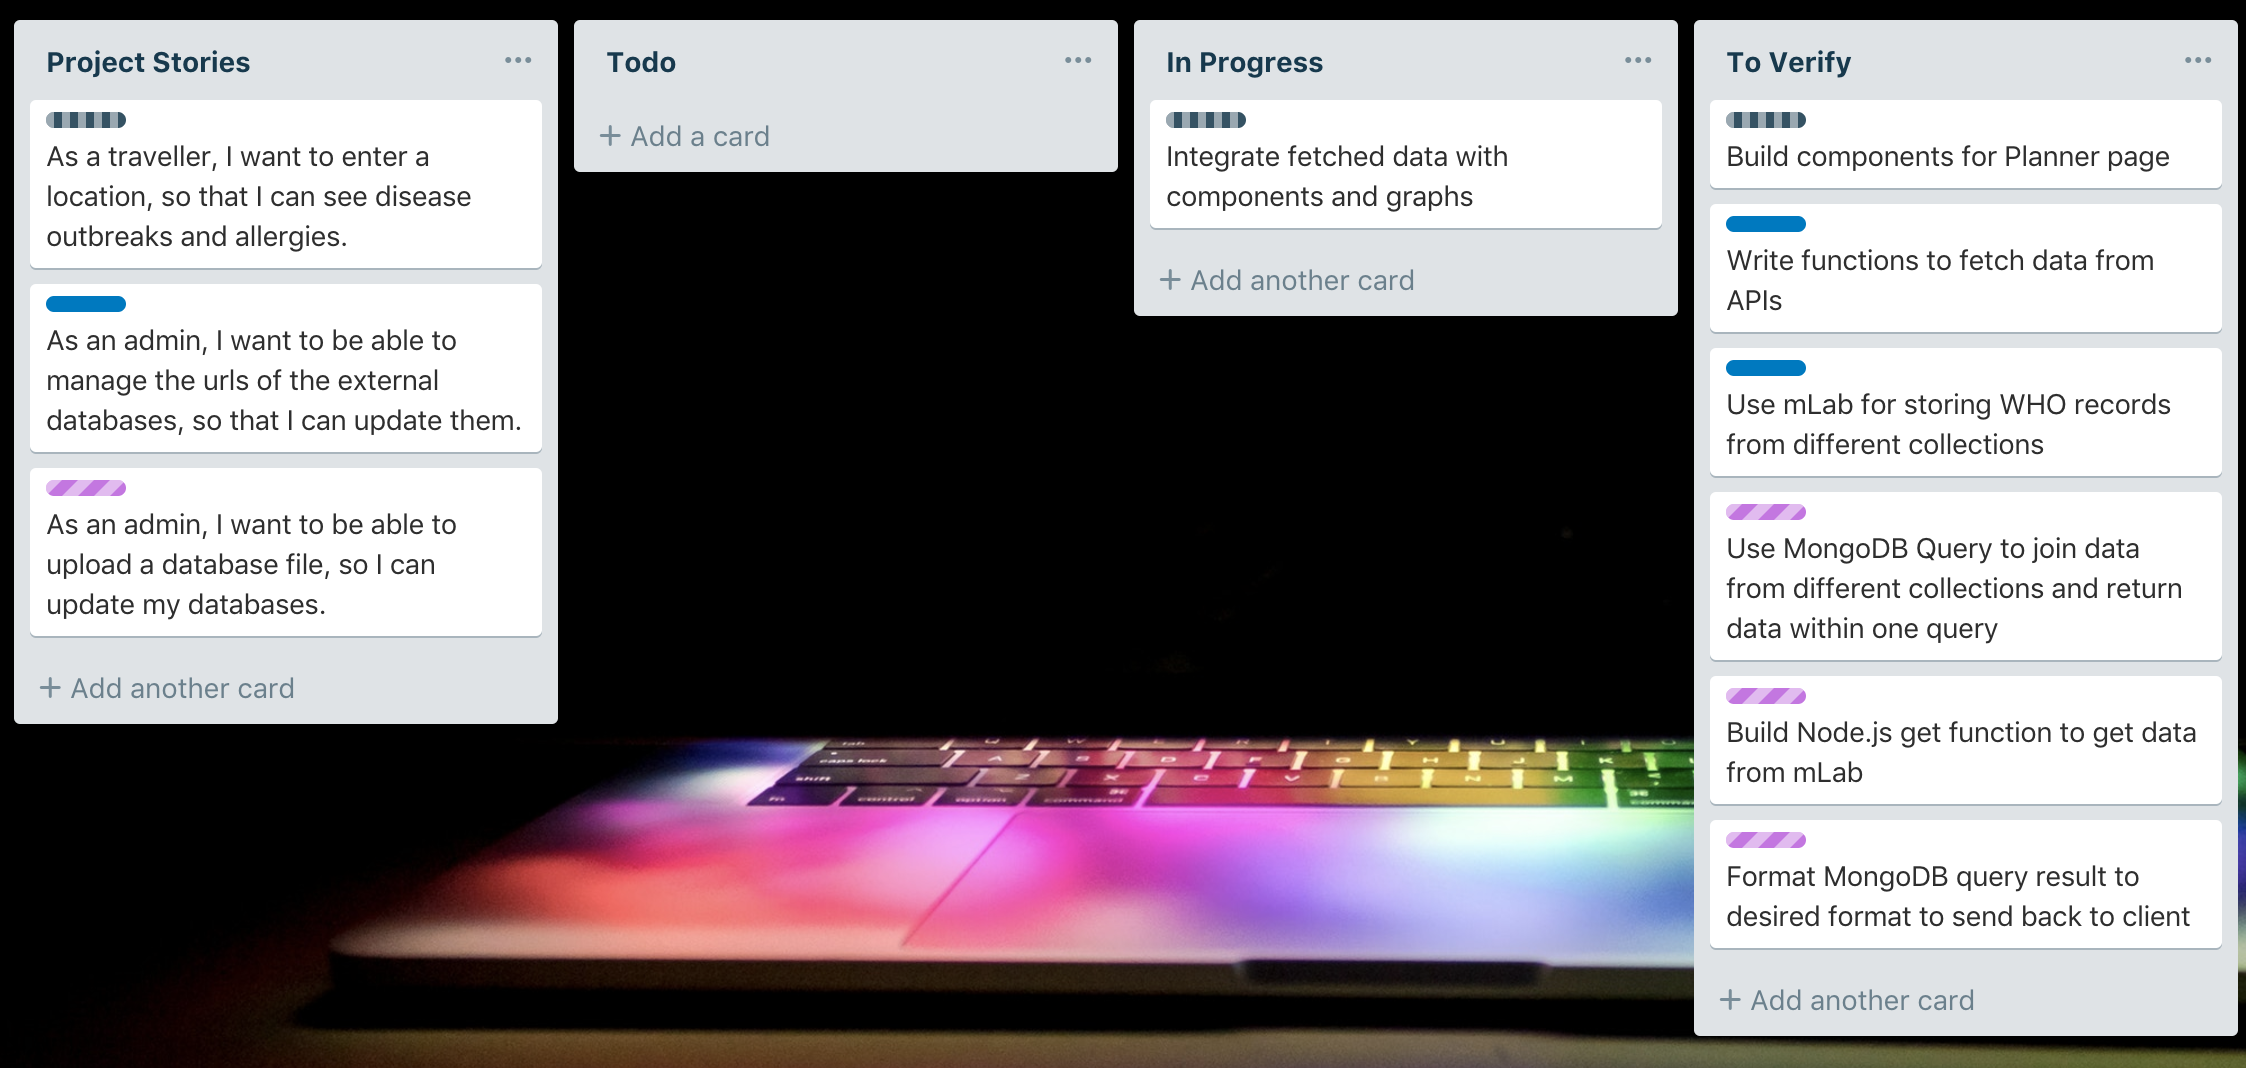 Project Stories
As a traveller, I want to enter a
location, so that I can see disease
outbreaks and allergies.
As an admin, I want to be able to
manage the urls of the external
databases, so that I can update them.
As an admin, I want to be able to
upload a database file, so I can
update my databases.
+ Add another card
Todo
+ Add a card
In Progress
Integrate fetched data with
components and graphs
+ Add another card
To Verify
Build components for Planner page
Write functions to fetch data from
APIs
Use mLab for storing WHO records
from different collections
Use MongoDB Query to join data
from different collections and return
data within one query
Build Node.js get function to get data
from mLab
Format MongoDB query result to
desired format to send back to client
+ Add another card
caps lock A S D F G H J K
shift Z X C V B N M
fn control option command